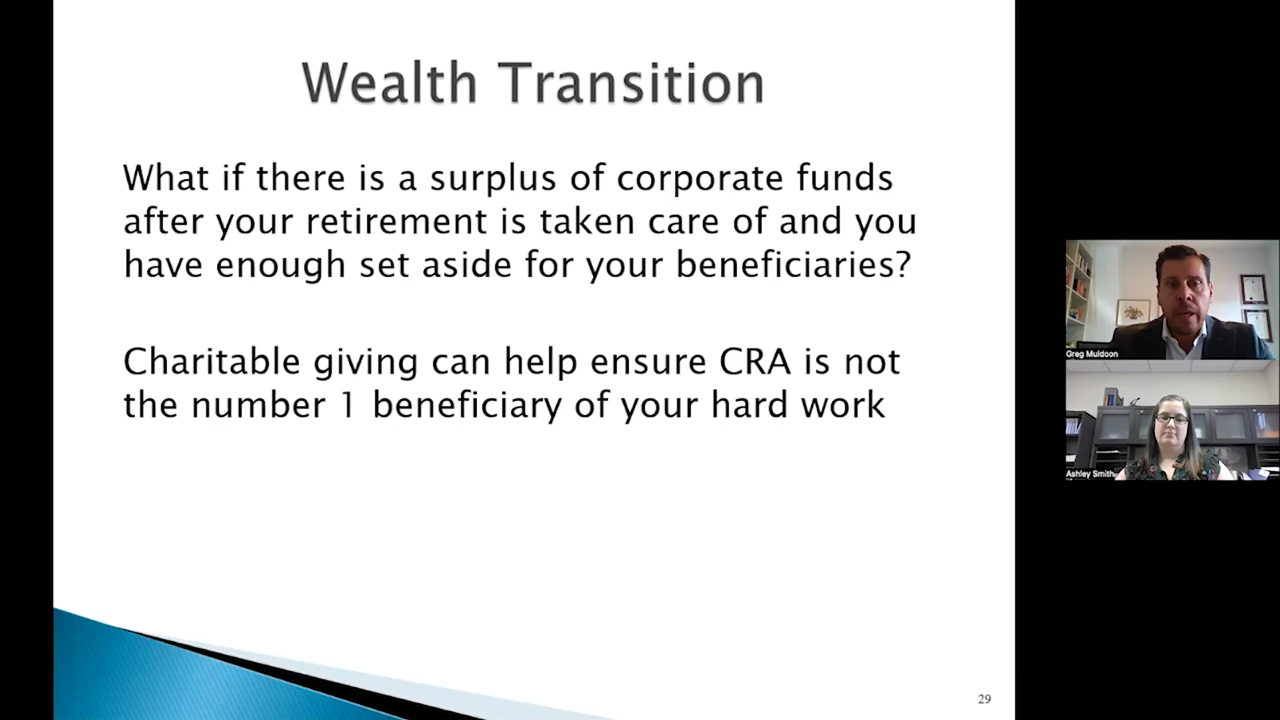 Wealth Transition
What if there is a surplus of corporate funds
after your retirement is taken care of and you
have enough set aside for your beneficiaries?
Charitable giving can help ensure CRA is not
the number 1 beneficiary of your hard work
Greg Muldoon
Ashley Smith
29